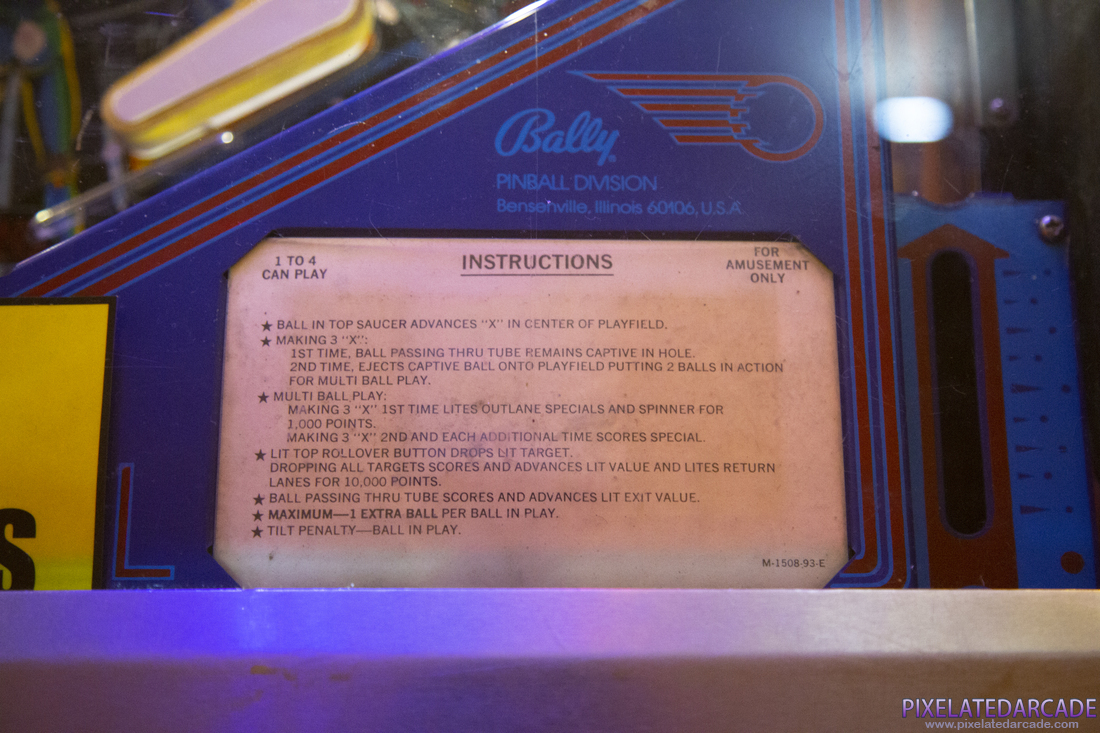 Bally
PINBALL DIVISION
Bensenville, Illinois 60106, U.S.A.
1 TO 4
CAN PLAY
INSTRUCTIONS
FOR
AMUSEMENT
ONLY
★ BALL IN TOP SAUCER ADVANCES "X" IN CENTER OF PLAYFIELD.
★ MAKING 3 "X":
1ST TIME, BALL PASSING THRU TUBE REMAINS CAPTIVE IN HOLE.
2ND TIME, EJECTS CAPTIVE BALL ONTO PLAYFIELD PUTTING 2 BALLS IN ACTION
FOR MULTI BALL PLAY.
★ MULTI BALL PLAY:
MAKING 3 "X" 1ST TIME LITES OUTLANE SPECIALS AND SPINNER FOR
1,000 POINTS.
MAKING 3 "X" 2ND AND EACH ADDITIONAL TIME SCORES SPECIAL.
★ LIT TOP ROLLOVER BUTTON DROPS LIT TARGET.
DROPPING ALL TARGETS SCORES AND ADVANCES LIT VALUE AND LITES RETURN
LANES FOR 10,000 POINTS.
★ BALL PASSING THRU TUBE SCORES AND ADVANCES LIT EXIT VALUE.
★ MAXIMUM—1 EXTRA BALL PER BALL IN PLAY.
★ TILT PENALTY—BALL IN PLAY.
M-1508-93-E
S
PIXELATEDARCADE
www.pixelatedarcade.com